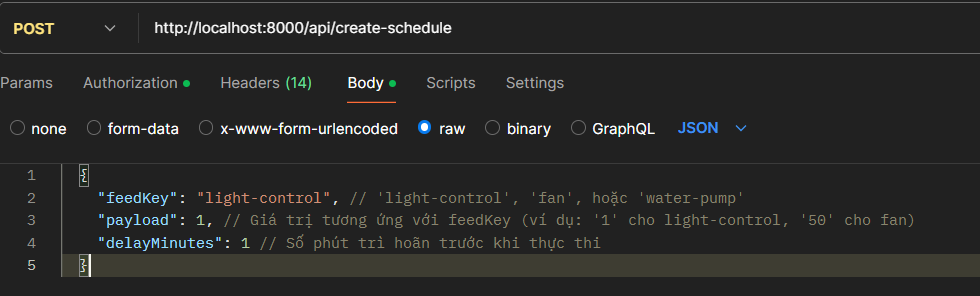 POST http://localhost:8000/api/create-schedule
Params Authorization Headers (14) Body Scripts Settings
none form-data x-www-form-urlencoded raw binary GraphQL JSON
1 {
2 "feedKey": "light-control", // 'light-control', 'fan', hoặc 'water-pump'
3 "payload": 1, // Giá trị tương ứng với feedKey (ví dụ: '1' cho light-control, '50' cho fan)
4 "delayMinutes": 1 // Số phút trì hoãn trước khi thực thi
5 }